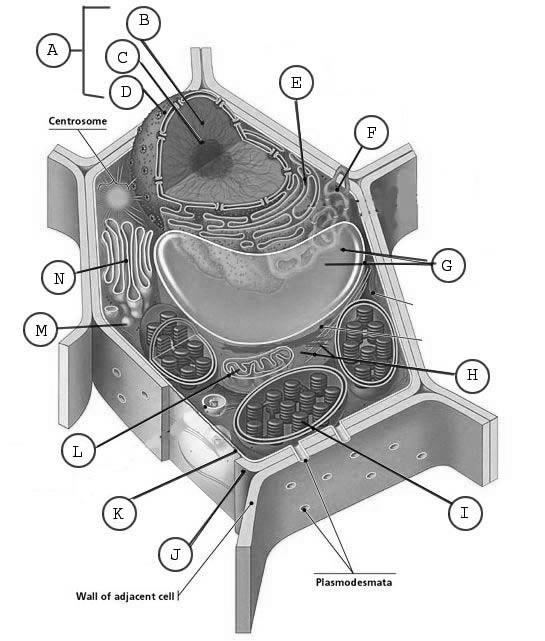 B
A
C
D
E
Centrosome
F
G
N
M
H
L
K
I
J
Plasmodesmata
Wall of adjacent cell